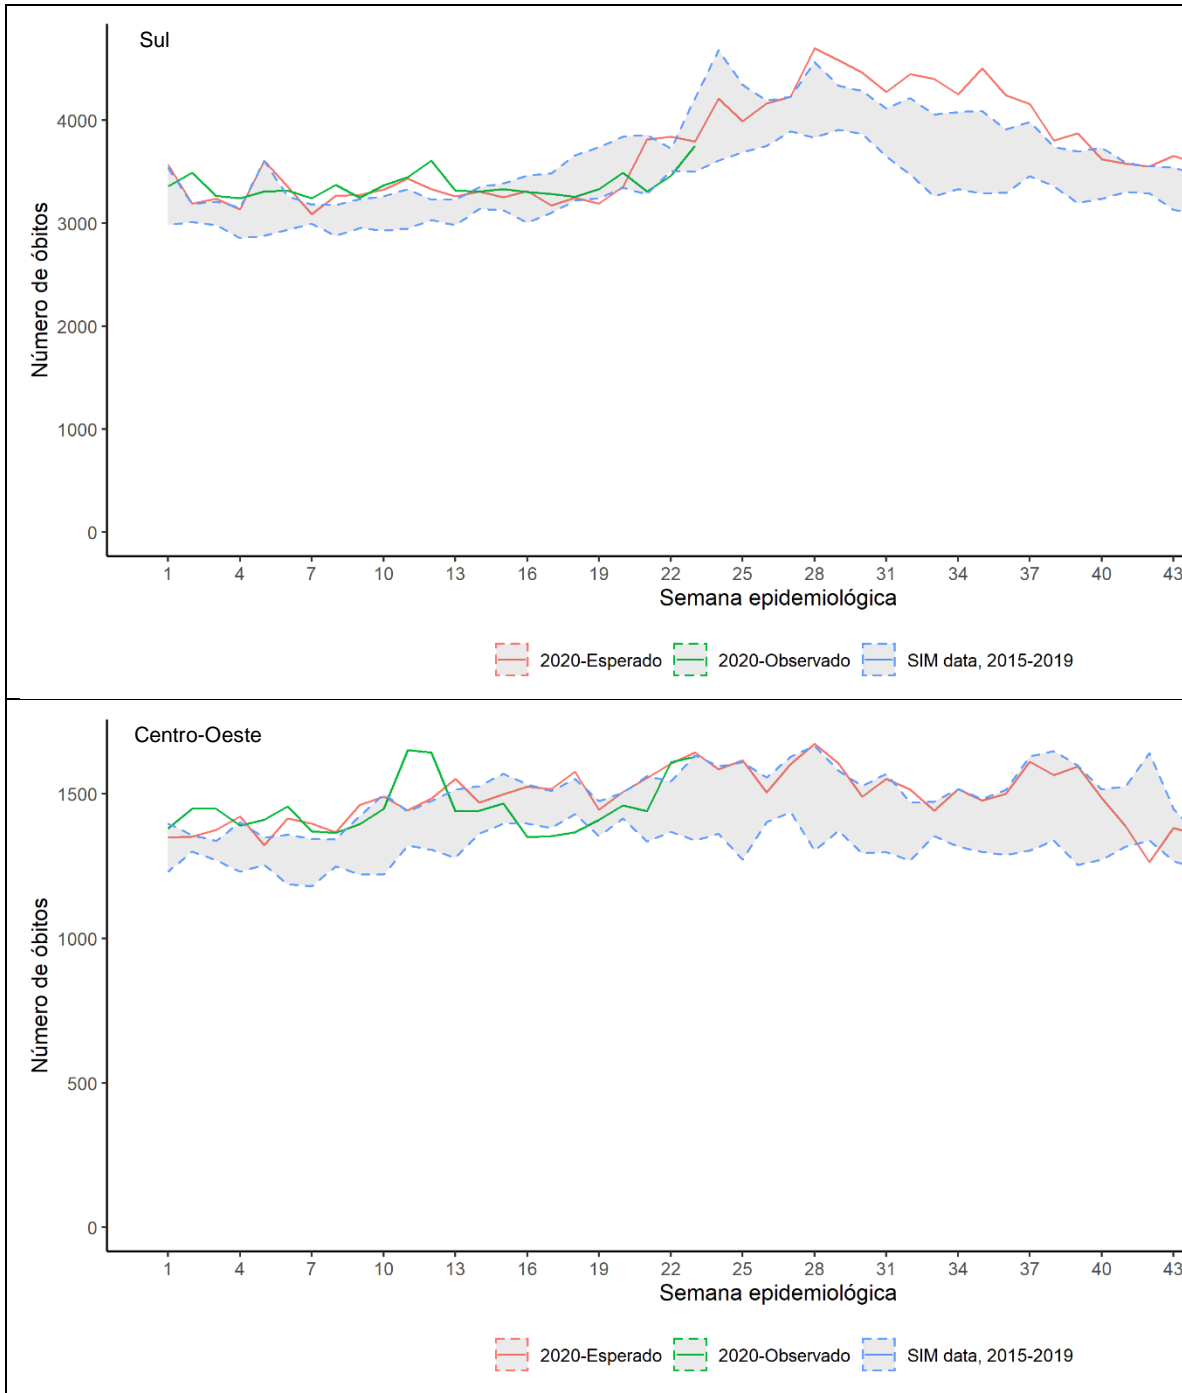 Sul
Número de óbitos
4000
3000
2000
1000
0
1 4 7 10 13 16 19 22 25 28 31 34 37 40 43
Semana epidemiológica
2020-Esperado 2020-Observado SIM data, 2015-2019
Centro-Oeste
Número de óbitos
1500
1000
500
0
1 4 7 10 13 16 19 22 25 28 31 34 37 40 43
Semana epidemiológica
2020-Esperado 2020-Observado SIM data, 2015-2019